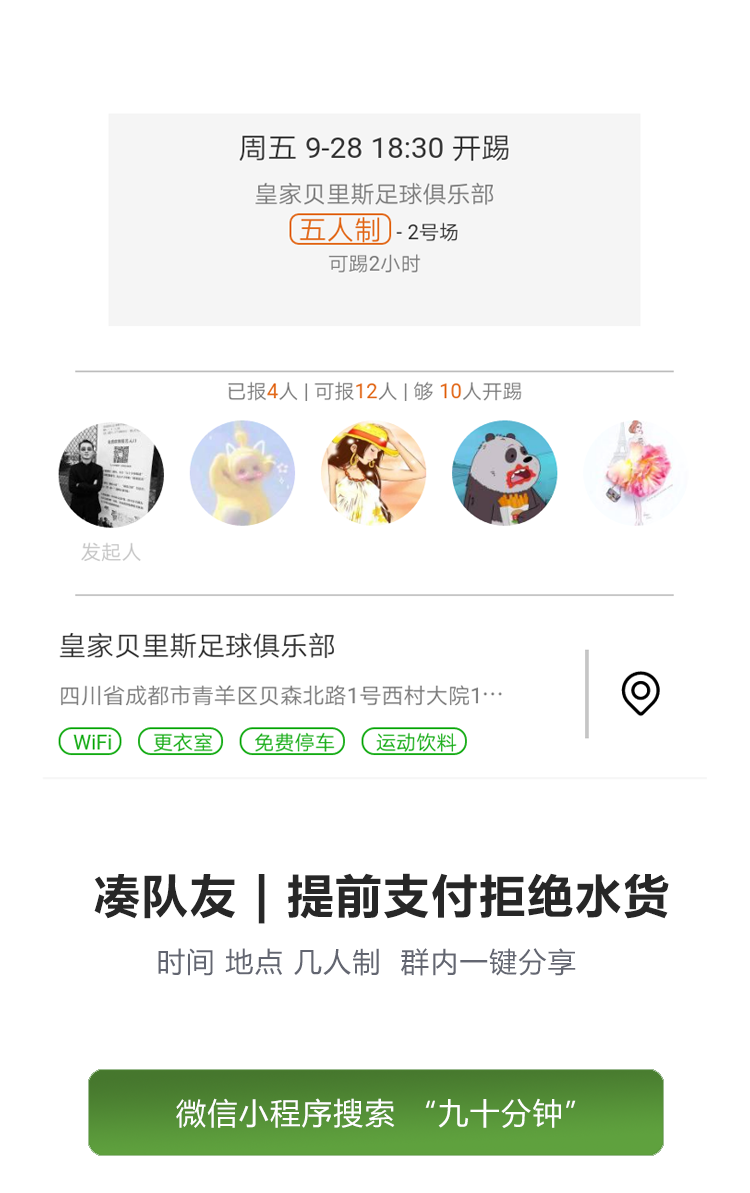 周五 9-28 18:30 开踢
皇家贝里斯足球俱乐部
五人制 - 2号场
可踢2小时
已报4人 | 可报12人 | 够 10人开踢
发起人
皇家贝里斯足球俱乐部
四川省成都市青羊区贝森北路1号西村大院1…
WiFi 更衣室 免费停车 运动饮料
凑队友 | 提前支付拒绝水货
时间 地点 几人制 群内一键分享
微信小程序搜索 “九十分钟”